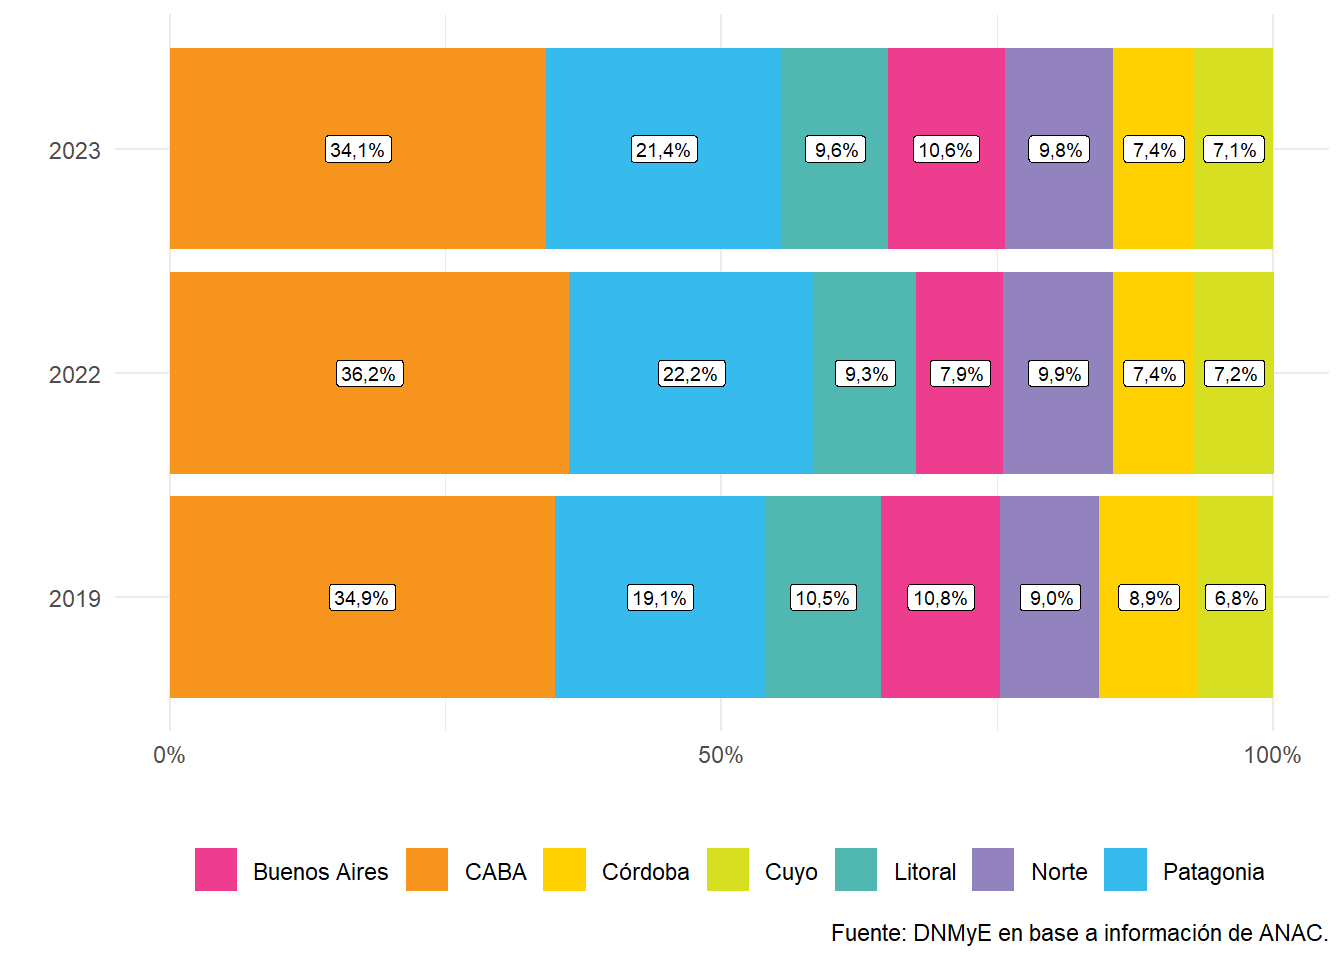 2023 34,1% 21,4% 9,6% 10,6% 9,8% 7,4% 7,1%
2022 36,2% 22,2% 9,3% 7,9% 9,9% 7,4% 7,2%
2019 34,9% 19,1% 10,5% 10,8% 9,0% 8,9% 6,8%
0% 50% 100%
Buenos Aires CABA Córdoba Cuyo Litoral Norte Patagonia
Fuente: DNMyE en base a información de ANAC.